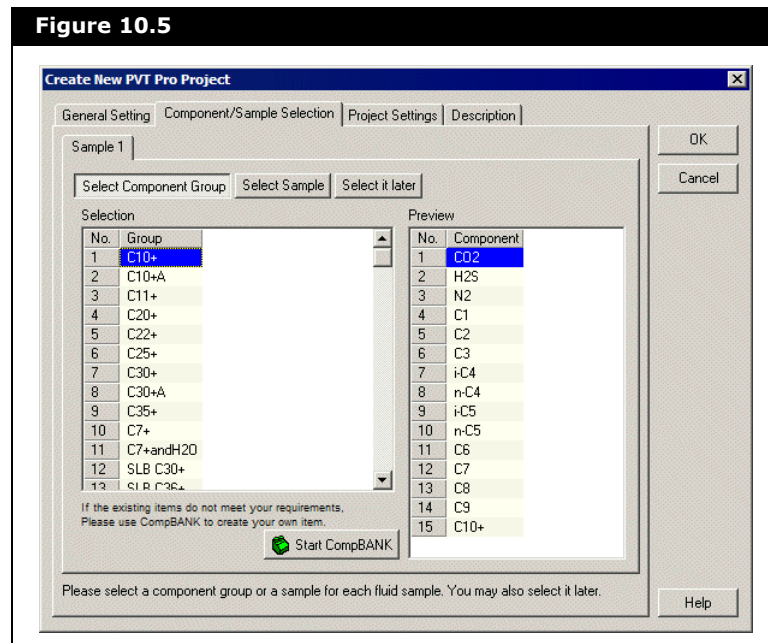 Figure 10.5
Create New PVT Pro Project
General Setting Component/Sample Selection Project Settings Description
OK
Cancel
Sample 1
Select Component Group Select Sample Select it later
Selection
No. Group
1 C10+
2 C10+A
3 C11+
4 C20+
5 C22+
6 C25+
7 C30+
8 C30+A
9 C35+
10 C7+
11 C7+andH2O
12 SLB C30+
13 SLB C36+
If the existing items do not meet your requirements,
Please use CompBANK to create your own item.
Start CompBANK
Preview
No. Component
1 CO2
2 H2S
3 N2
4 C1
5 C2
6 C3
7 i-C4
8 n-C4
9 i-C5
10 n-C5
11 C6
12 C7
13 C8
14 C9
15 C10+
Please select a component group or a sample for each fluid sample. You may also select it later.
Help